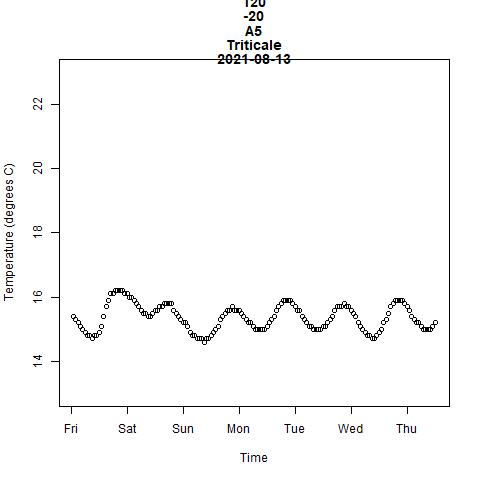 120
-20
A5
Triticale
2021-08-13
22
20
18
16
14
Temperature (degrees C)
Fri Sat Sun Mon Tue Wed Thu
Time